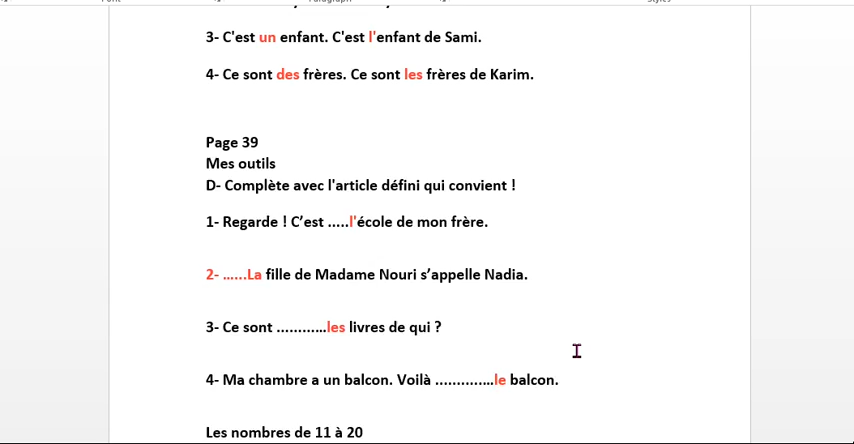 3- C'est un enfant. C'est l'enfant de Sami.
4- Ce sont des frères. Ce sont les frères de Karim.
Page 39
Mes outils
D- Complète avec l'article défini qui convient !
1- Regarde ! C’est .....l'école de mon frère.
2- ......La fille de Madame Nouri s’appelle Nadia.
3- Ce sont ............les livres de qui ?
4- Ma chambre a un balcon. Voilà ..............le balcon.
Les nombres de 11 à 20